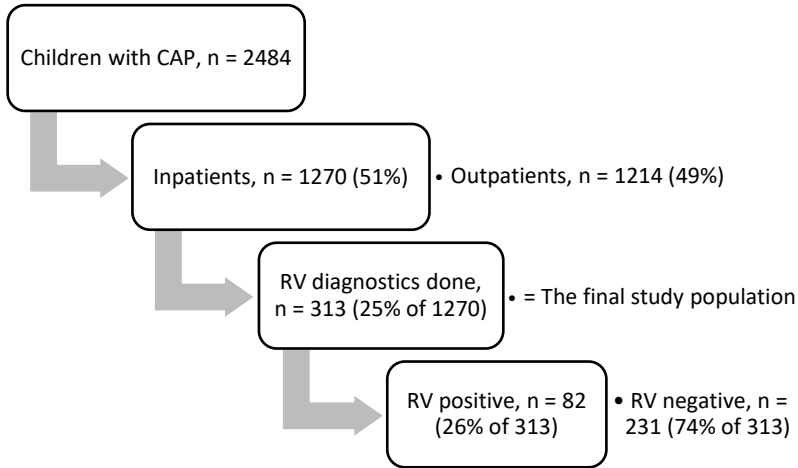 Children with CAP, n = 2484
Inpatients, n = 1270 (51%)
• Outpatients, n = 1214 (49%)
RV diagnostics done,
n = 313 (25% of 1270)
• = The final study population
RV positive, n = 82
(26% of 313)
• RV negative, n =
231 (74% of 313)